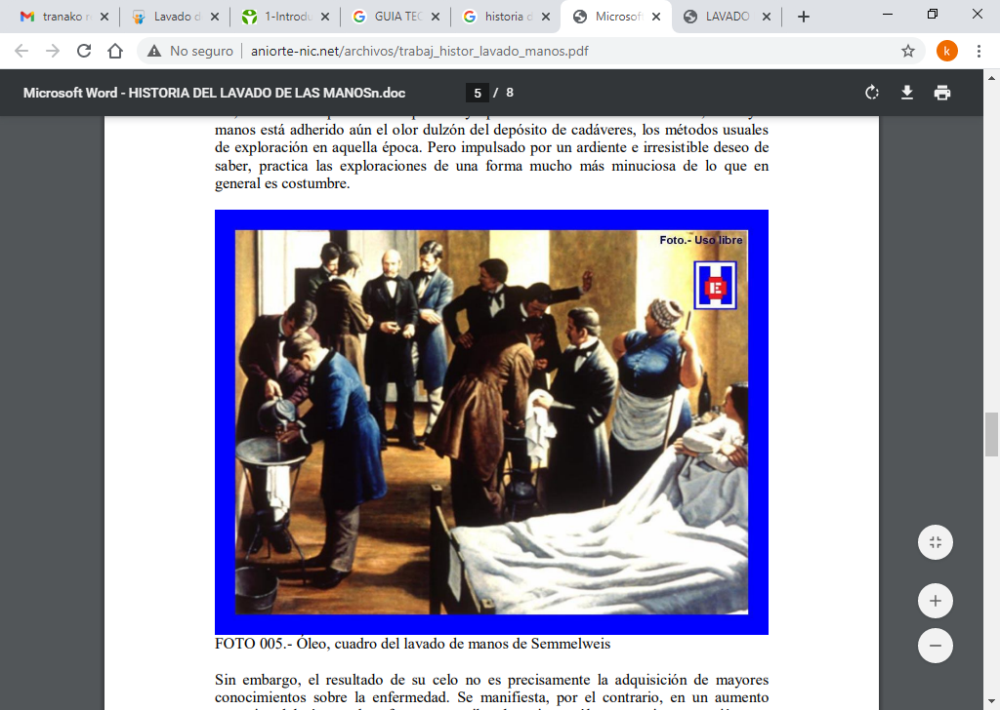 tranako r
Lavado d
1-Introdu
GUIA TEC
historia d
Microsoft
LAVADO
No seguro
aniorte-nic.net/archivos/trabaj_histor_lavado_manos.pdf
k
Microsoft Word - HISTORIA DEL LAVADO DE LAS MANOSn.doc
5 / 8
manos está adherido aún el olor dulzón del depósito de cadáveres, los métodos usuales
de exploración en aquella época. Pero impulsado por un ardiente e irresistible deseo de
saber, practica las exploraciones de una forma mucho más minuciosa de lo que en
general es costumbre.
Foto.- Uso libre
E
FOTO 005.- Óleo, cuadro del lavado de manos de Semmelweis
Sin embargo, el resultado de su celo no es precisamente la adquisición de mayores
conocimientos sobre la enfermedad. Se manifiesta, por el contrario, en un aumento